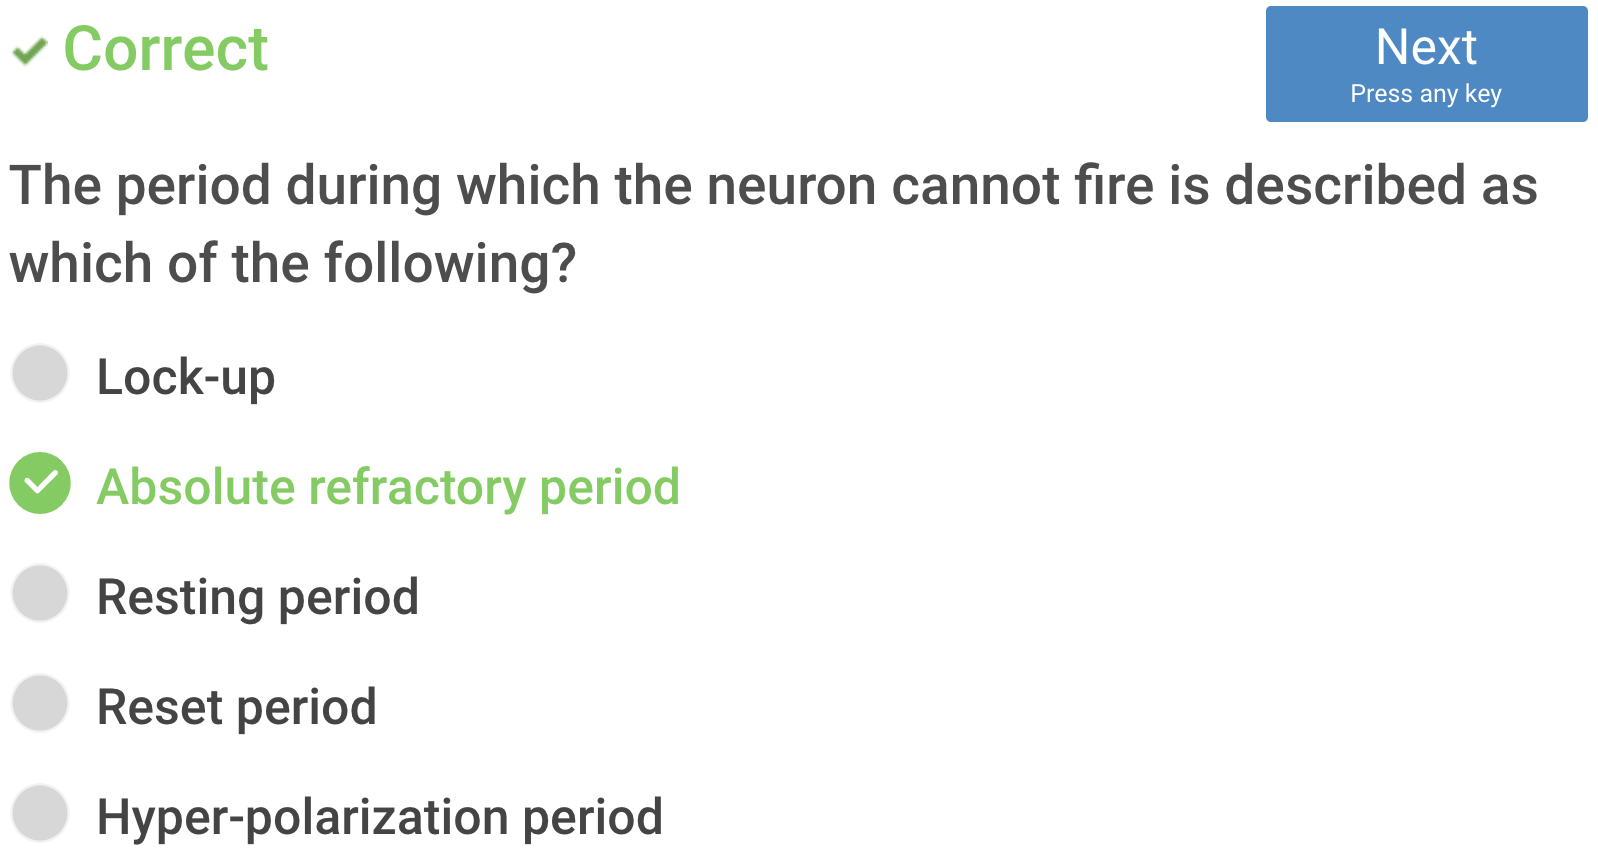 Correct
Next
Press any key
The period during which the neuron cannot fire is described as
which of the following?
Lock-up
Absolute refractory period
Resting period
Reset period
Hyper-polarization period